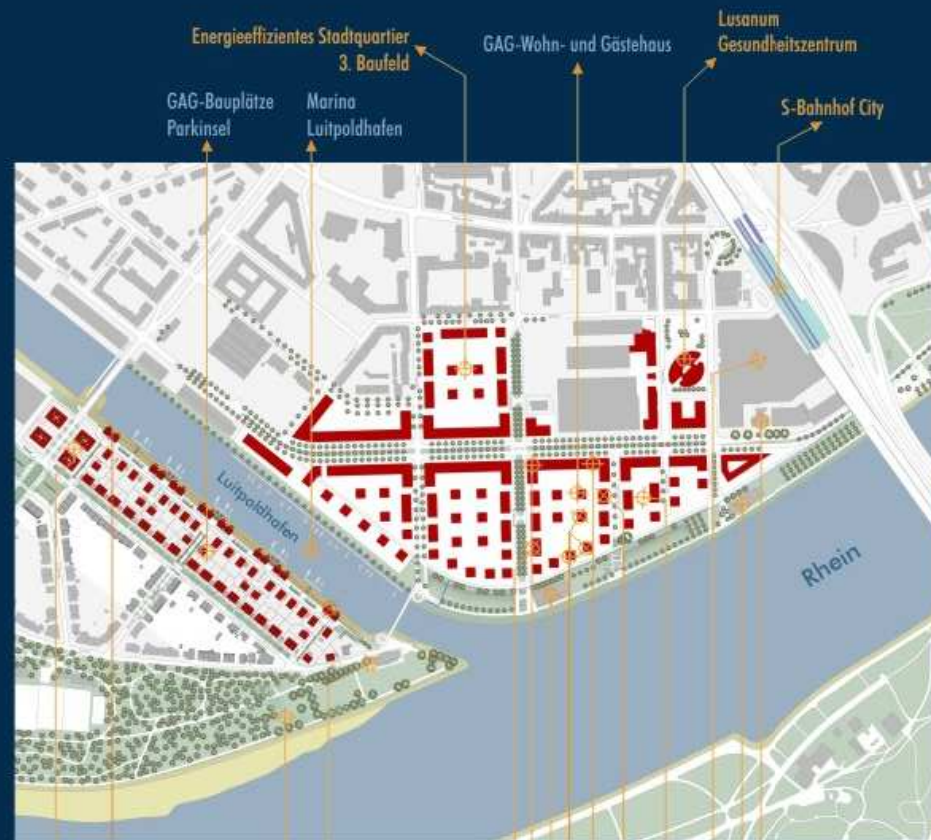 Energieeffizientes Stadtquartier
3. Baufeld
GAG-Wohn- und Gästehaus
Lusanum
Gesundheitszentrum
GAG-Bauplätze
Parkinsel
Marina
Luitpoldhafen
S-Bahnhof City
Luitpoldhafen
Rhein